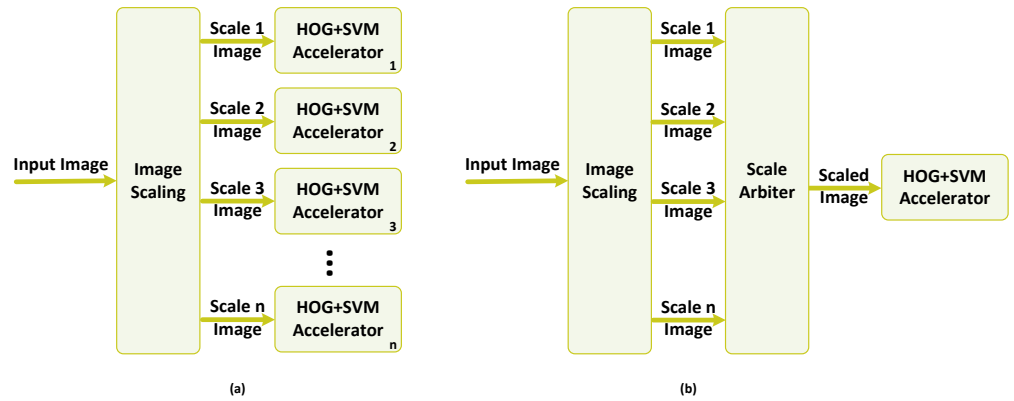 Input Image
Image
Scaling
Scale 1
Image
HOG+SVM
Accelerator
1
Scale 2
Image
HOG+SVM
Accelerator
2
Scale 3
Image
HOG+SVM
Accelerator
3
Scale n
Image
HOG+SVM
Accelerator
n
(a)
Input Image
Image
Scaling
Scale 1
Image
Scale 2
Image
Scale 3
Image
Scale n
Image
Scale
Arbiter
Scaled
Image
HOG+SVM
Accelerator
(b)